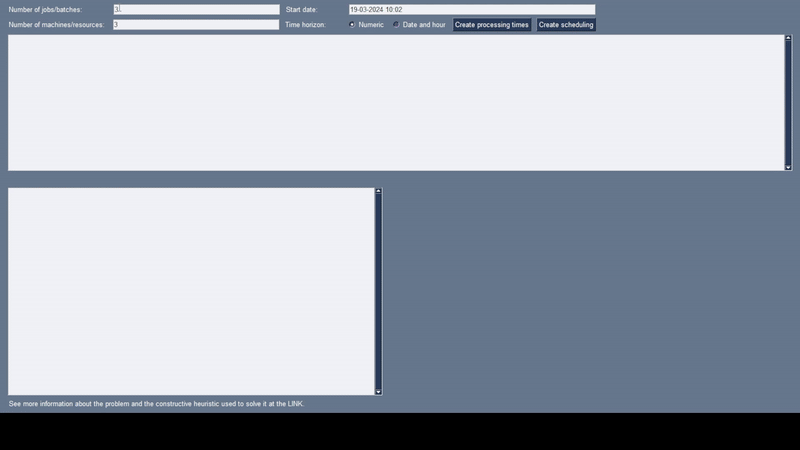 Number of jobs/batches: 3 Start date: 19-03-2024 10:02
Number of machines/resources: 3 Time horizon: Numeric Date and hour Create processing times Create scheduling
See more information about the problem and the constructive heuristic used to solve it at the LINK.